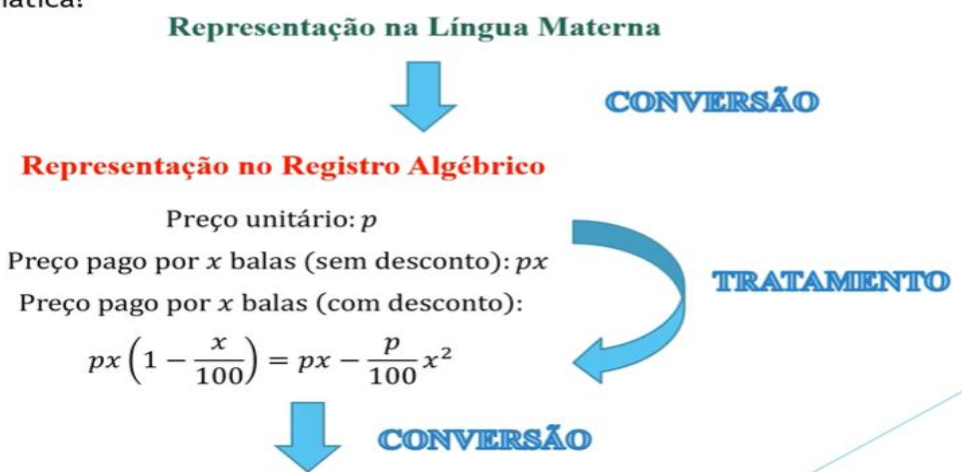 Representação na Língua Materna
CONVERSÃO
Representação no Registro Algébrico
Preço unitário: p
Preço pago por x balas (sem desconto): px
TRATAMENTO
Preço pago por x balas (com desconto):
px(1 − x/100) = px − p/100 x²
CONVERSÃO